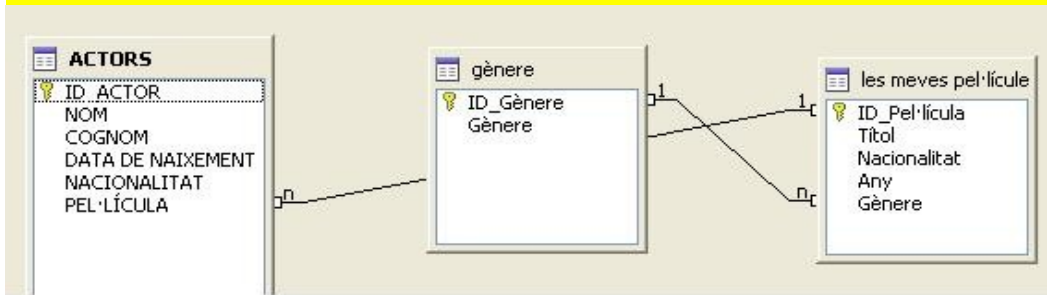 ACTORS
ID_ACTOR
NOM
COGNOM
DATA DE NAIXEMENT
NACIONALITAT
PEL·LÍCULA
n
gènere
ID_Gènere
Gènere
1
1
n
les meves pel·lícule
ID_Pel·lícula
Títol
Nacionalitat
Any
Gènere